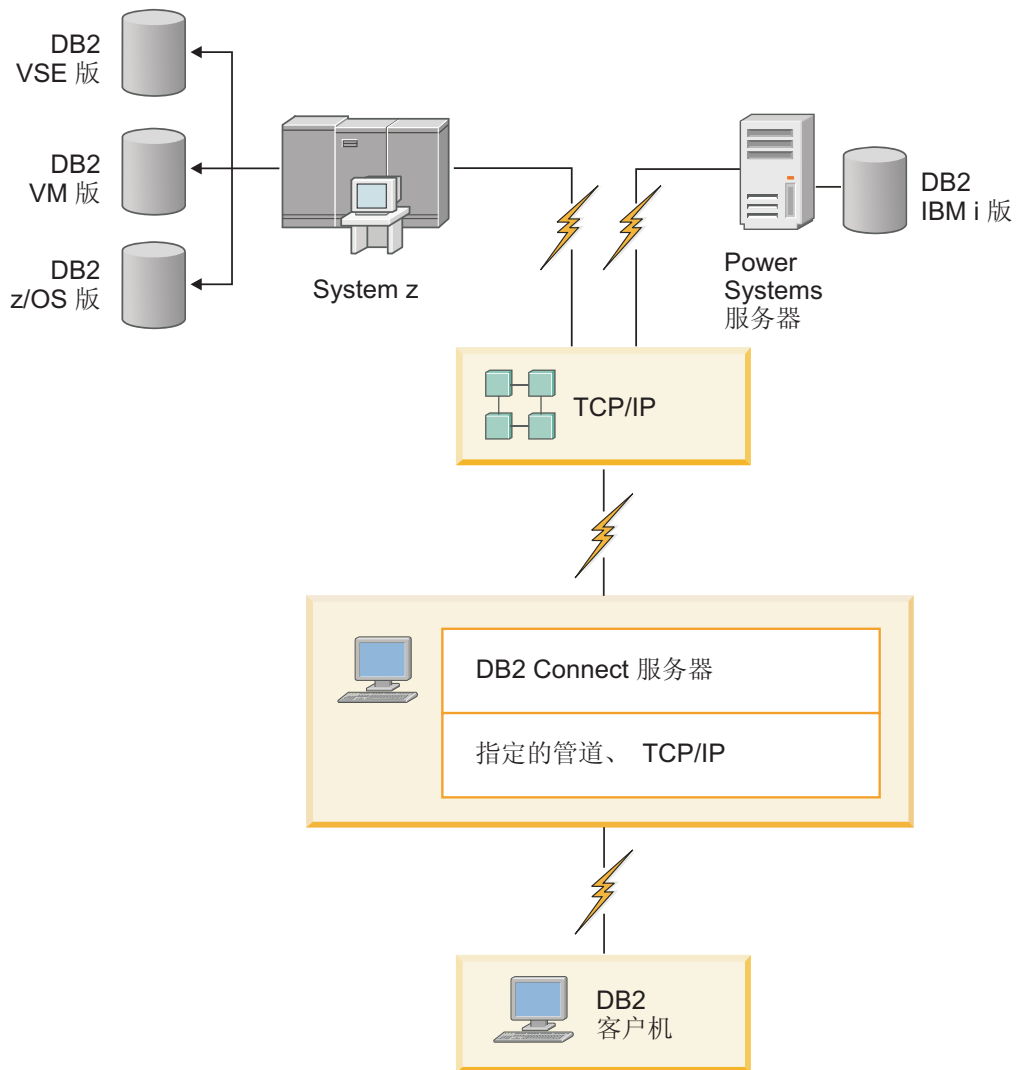 DB2
VSE 版
DB2
VM 版
DB2
z/OS 版
System z
DB2
IBM i 版
Power
Systems
服务器
TCP/IP
DB2 Connect 服务器
指定的管道、 TCP/IP
DB2
客户机